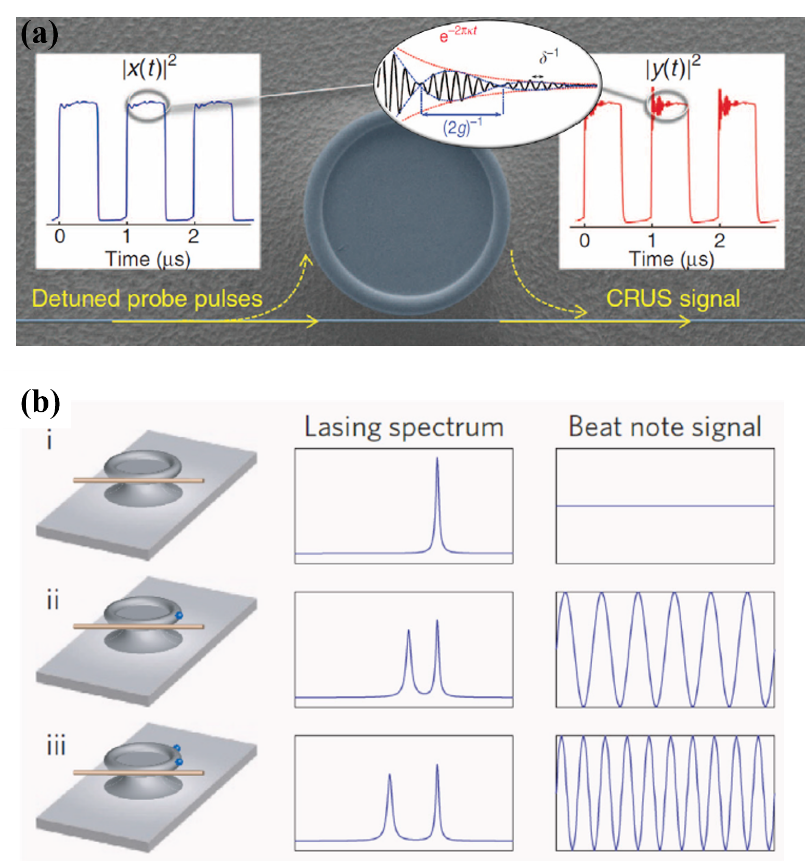 (a)
|x(t)|²
0 1 2
Time (μs)
e⁻²πκt
δ⁻¹
(2g)⁻¹
|y(t)|²
0 1 2
Time (μs)
Detuned probe pulses
CRUS signal
(b)
Lasing spectrum
Beat note signal
i
ii
iii